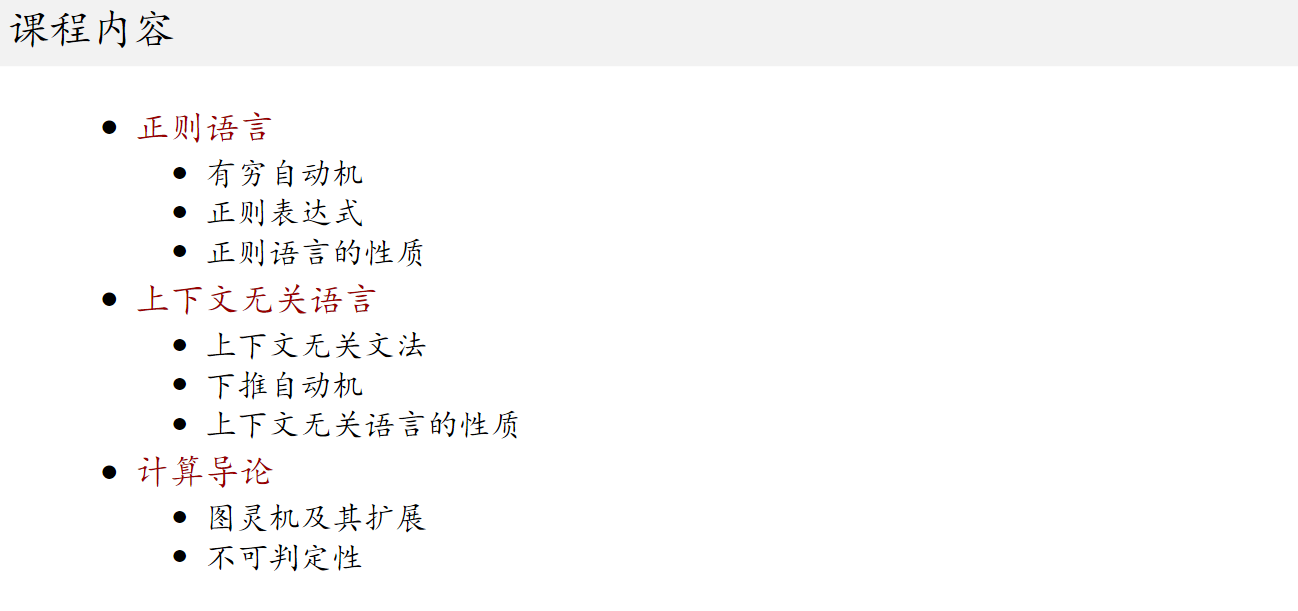 课程内容
• 正则语言
• 有穷自动机
• 正则表达式
• 正则语言的性质
• 上下文无关语言
• 上下文无关文法
• 下推自动机
• 上下文无关语言的性质
• 计算导论
• 图灵机及其扩展
• 不可判定性